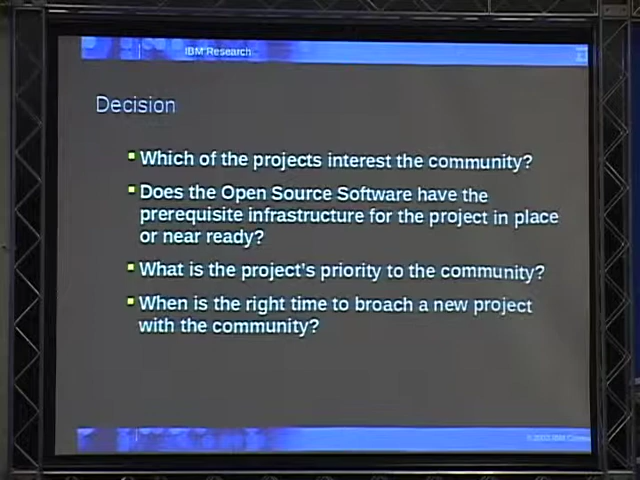 IBM Research
Decision
Which of the projects interest the community?
Does the Open Source Software have the
prerequisite infrastructure for the project in place
or near ready?
What is the project's priority to the community?
When is the right time to broach a new project
with the community?